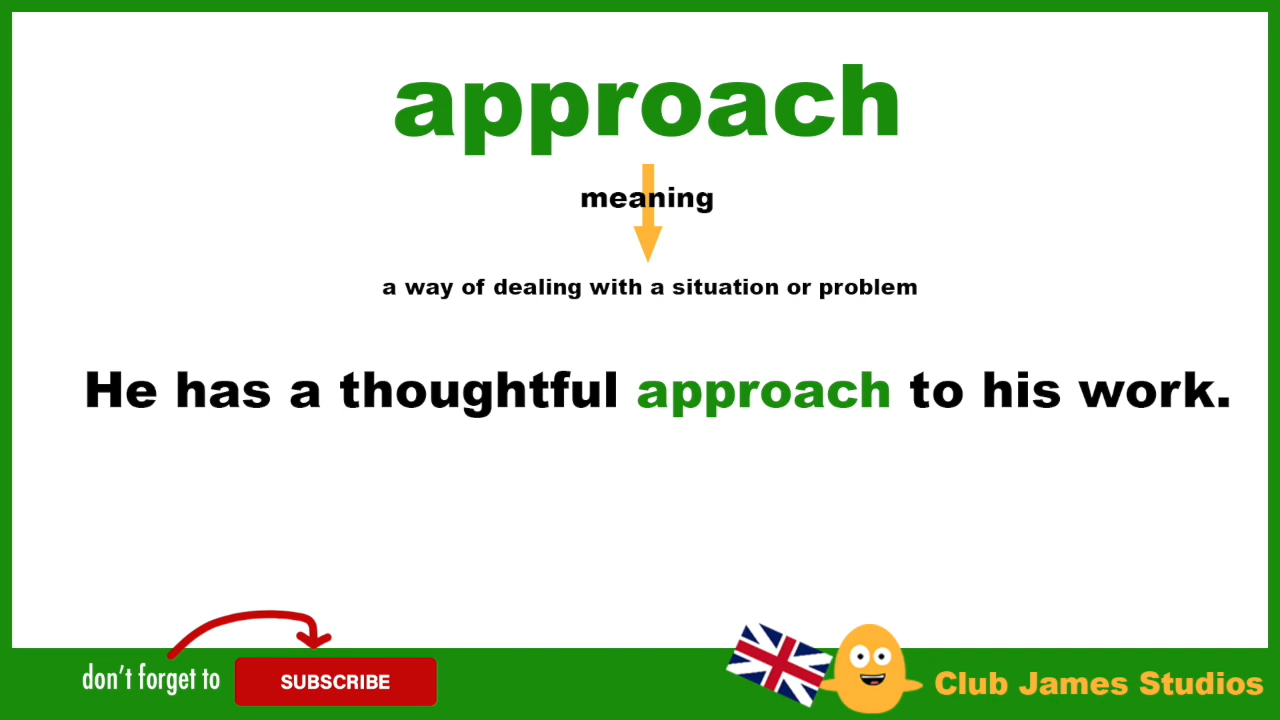 approach
meaning
a way of dealing with a situation or problem
He has a thoughtful approach to his work.
don't forget to
SUBSCRIBE
Club James Studios